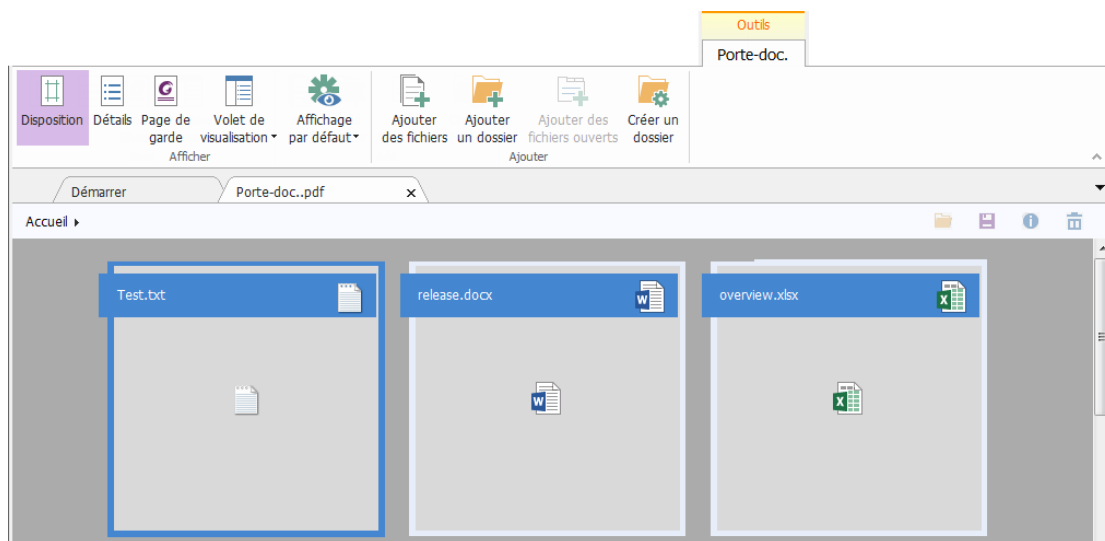 Outils
Porte-doc.
Disposition Détails Page de garde Volet de visualisation Affichage par défaut Ajouter des fichiers Ajouter un dossier Ajouter des fichiers ouverts Créer un dossier
Afficher Ajouter
Démarrer Porte-doc..pdf x
Accueil
Test.txt release.docx overview.xlsx